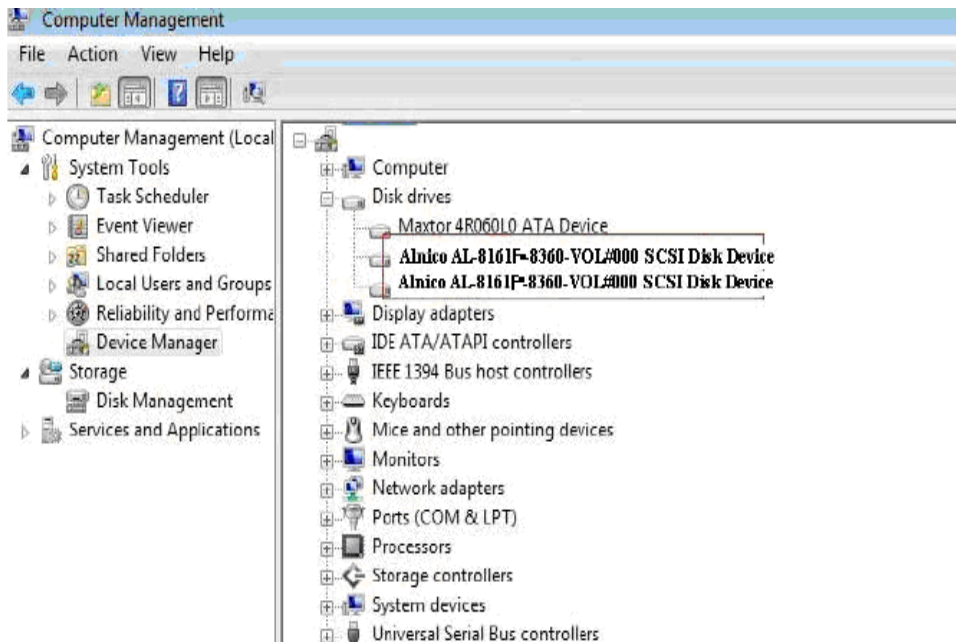 Computer Management
File Action View Help
Computer Management (Local
System Tools
Task Scheduler
Event Viewer
Shared Folders
Local Users and Groups
Reliability and Performa
Device Manager
Storage
Disk Management
Services and Applications
Computer
Disk drives
Maxtor 4R060L0 ATA Device
Alnico AL-8161F-8360-VOL#000 SCSI Disk Device
Alnico AL-8161F-8360-VOL#000 SCSI Disk Device
Display adapters
IDE ATA/ATAPI controllers
IEEE 1394 Bus host controllers
Keyboards
Mice and other pointing devices
Monitors
Network adapters
Ports (COM & LPT)
Processors
Storage controllers
System devices
Universal Serial Bus controllers